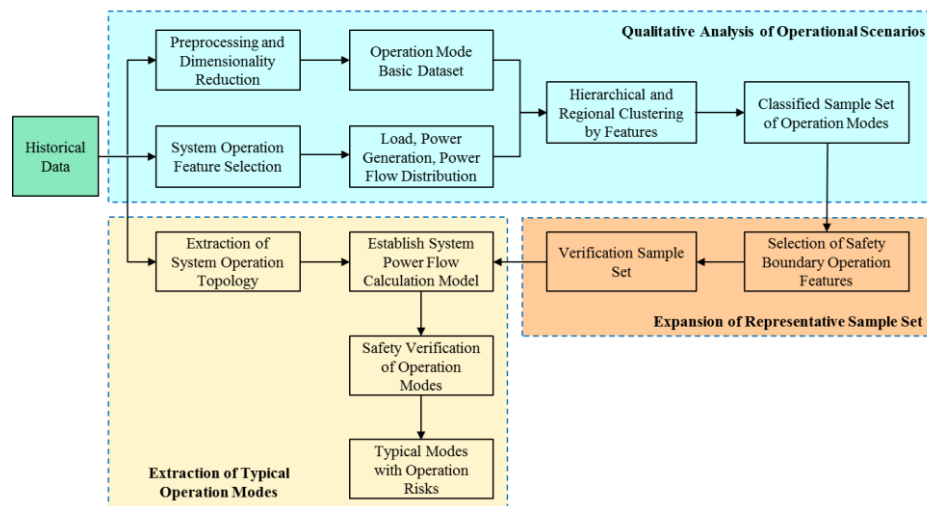 Qualitative Analysis of Operational Scenarios
Preprocessing and
Dimensionality
Reduction
Operation Mode
Basic Dataset
Hierarchical and
Regional Clustering
by Features
Classified Sample Set
of Operation Modes
Historical
Data
System Operation
Feature Selection
Load, Power
Generation, Power
Flow Distribution
Extraction of
System Operation
Topology
Establish System
Power Flow
Calculation Model
Verification Sample
Set
Selection of Safety
Boundary Operation
Features
Expansion of Representative Sample Set
Safety Verification
of Operation
Modes
Typical Modes
with Operation
Risks
Extraction of Typical
Operation Modes